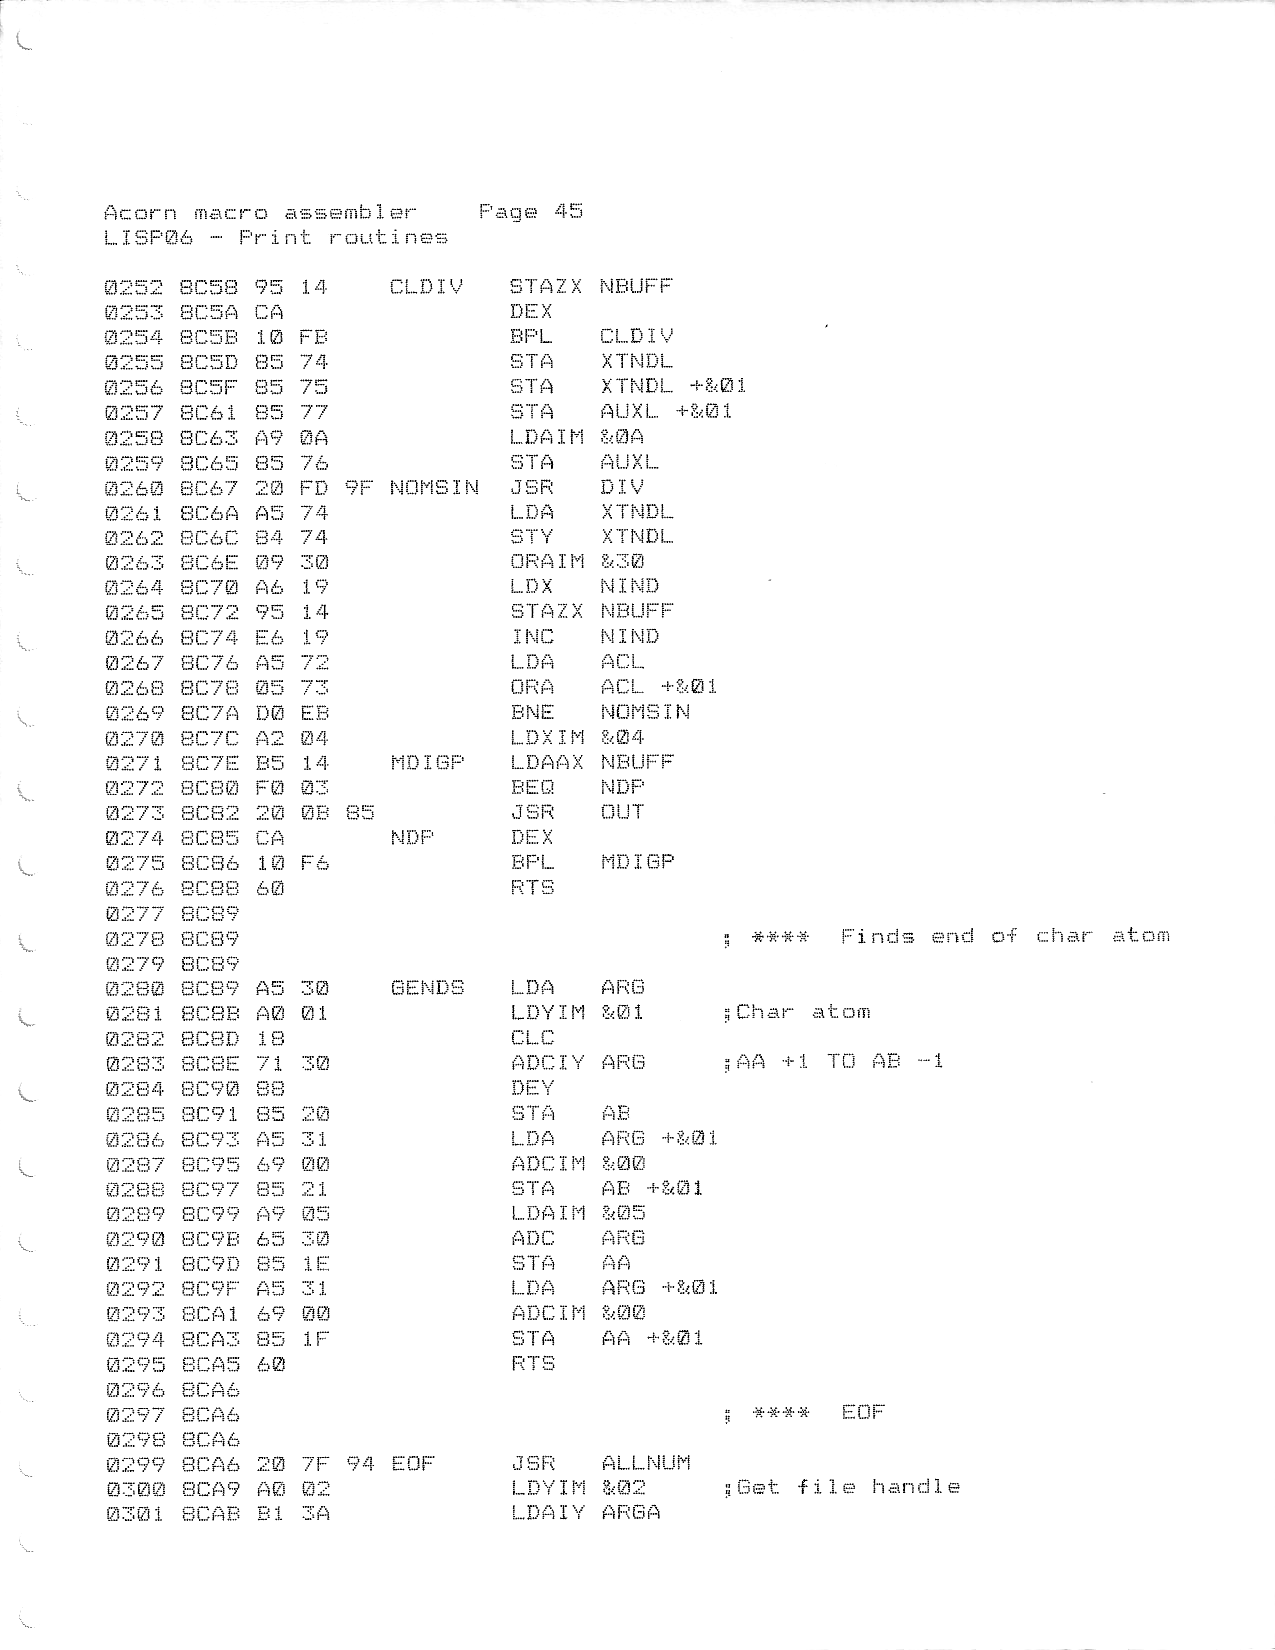 Acorn macro assembler    Page 45
LISP06 - Print routines
0252 8C58 95 14    CLDIV   STAZX NBUFF
0253 8C5A CA               DEX
0254 8C5B 10 FB            BPL   CLDIV
0255 8C5D 85 74            STA   XTNDL
0256 8C5F 85 75            STA   XTNDL +&01
0257 8C61 85 77            STA   AUXL +&01
0258 8C63 A9 0A            LDAIM &0A
0259 8C65 85 76            STA   AUXL
0260 8C67 20 FD 9F NOMSIN  JSR   DIV
0261 8C6A A5 74            LDA   XTNDL
0262 8C6C 84 74            STY   XTNDL
0263 8C6E 09 30            ORAIM &30
0264 8C70 A6 19            LDX   NIND
0265 8C72 95 14            STAZX NBUFF
0266 8C74 E6 19            INC   NIND
0267 8C76 A5 72            LDA   ACL
0268 8C78 05 73            ORA   ACL +&01
0269 8C7A D0 EB            BNE   NOMSIN
0270 8C7C A2 04            LDXIM &04
0271 8C7E B5 14    MDIGP   LDAAX NBUFF
0272 8C80 F0 03            BEQ   NDP
0273 8C82 20 0B 85         JSR   OUT
0274 8C85 CA       NDP     DEX
0275 8C86 10 F6            BPL   MDIGP
0276 8C88 60               RTS
0277 8C89
0278 8C89                                ; ****  Finds end of char atom
0279 8C89
0280 8C89 A5 30    GENDS   LDA   ARG
0281 8C8B A0 01            LDYIM &01     ;Char atom
0282 8C8D 18               CLC
0283 8C8E 71 30            ADCIY ARG     ;AA +1 TO AB -1
0284 8C90 88               DEY
0285 8C91 85 20            STA   AB
0286 8C93 A5 31            LDA   ARG +&01
0287 8C95 69 00            ADCIM &00
0288 8C97 85 21            STA   AB +&01
0289 8C99 A9 05            LDAIM &05
0290 8C9B 65 30            ADC   ARG
0291 8C9D 85 1E            STA   AA
0292 8C9F A5 31            LDA   ARG +&01
0293 8CA1 69 00            ADCIM &00
0294 8CA3 85 1F            STA   AA +&01
0295 8CA5 60               RTS
0296 8CA6
0297 8CA6                                ; ****  EOF
0298 8CA6
0299 8CA6 20 7F 94 EOF     JSR   ALLNUM
0300 8CA9 A0 02            LDYIM &02     ;Get file handle
0301 8CAB B1 3A            LDAIY ARGA